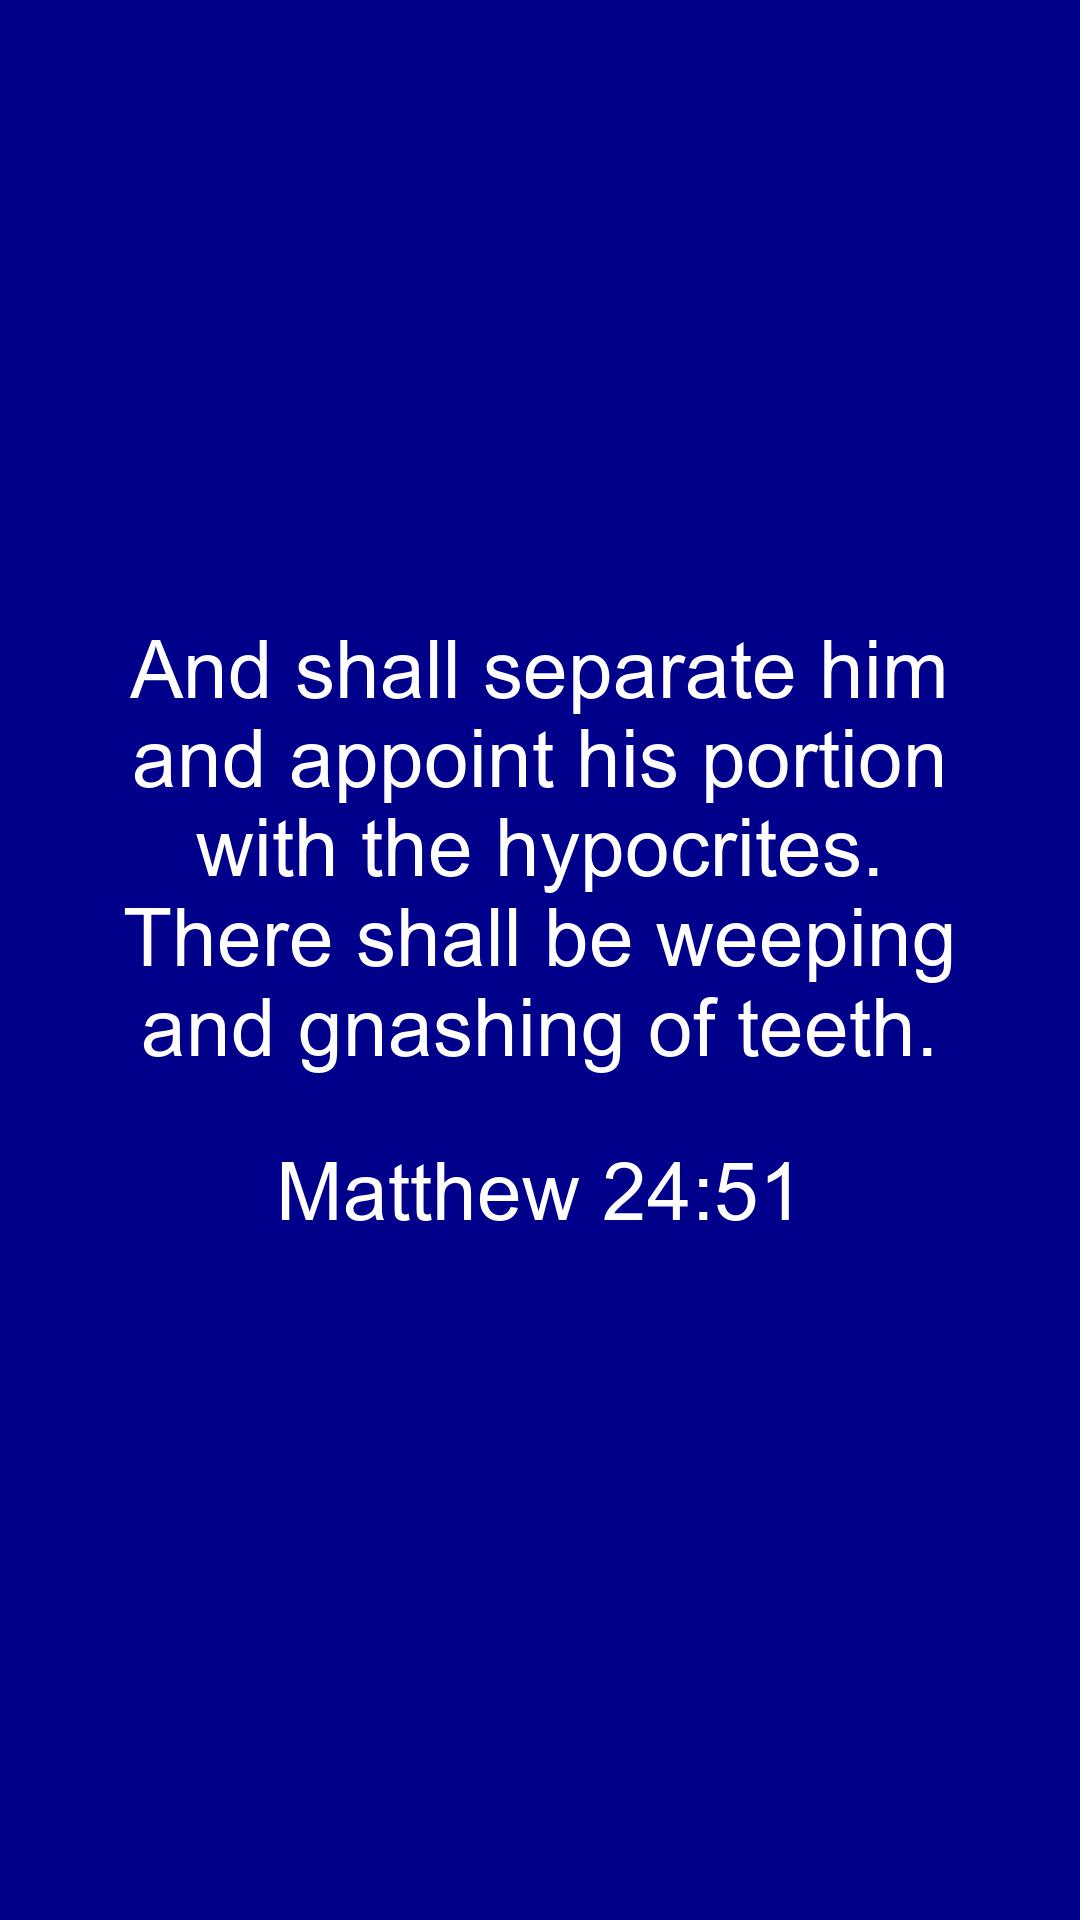 And shall separate him
and appoint his portion
with the hypocrites.
There shall be weeping
and gnashing of teeth.
Matthew 24:51